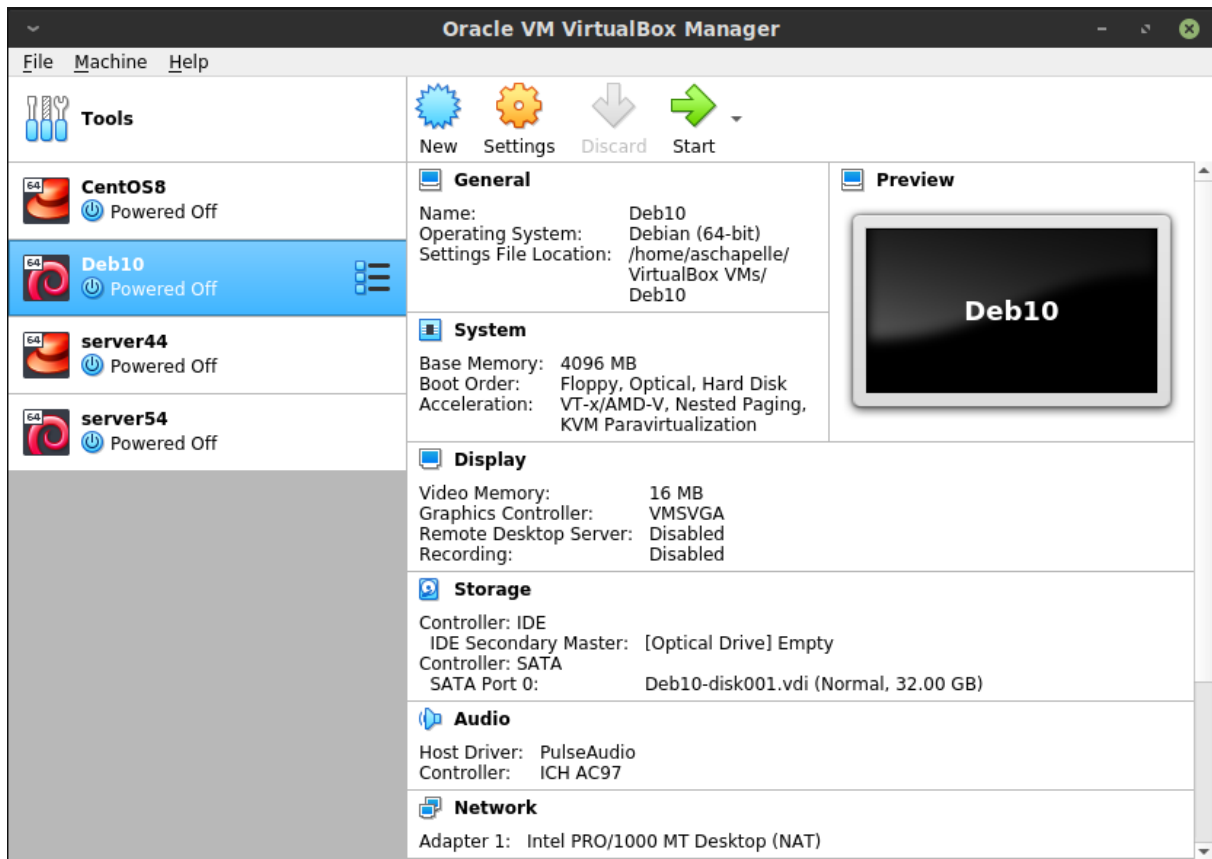 Oracle VM VirtualBox Manager
File Machine Help
Tools
New Settings Discard Start
64
CentOS8
Powered Off
64
Deb10
Powered Off
64
server44
Powered Off
64
server54
Powered Off
General
Name: Deb10
Operating System: Debian (64-bit)
Settings File Location: /home/aschapelle/
VirtualBox VMs/
Deb10
Preview
Deb10
System
Base Memory: 4096 MB
Boot Order: Floppy, Optical, Hard Disk
Acceleration: VT-x/AMD-V, Nested Paging,
KVM Paravirtualization
Display
Video Memory: 16 MB
Graphics Controller: VMSVGA
Remote Desktop Server: Disabled
Recording: Disabled
Storage
Controller: IDE
IDE Secondary Master: [Optical Drive] Empty
Controller: SATA
SATA Port 0: Deb10-disk001.vdi (Normal, 32.00 GB)
Audio
Host Driver: PulseAudio
Controller: ICH AC97
Network
Adapter 1: Intel PRO/1000 MT Desktop (NAT)